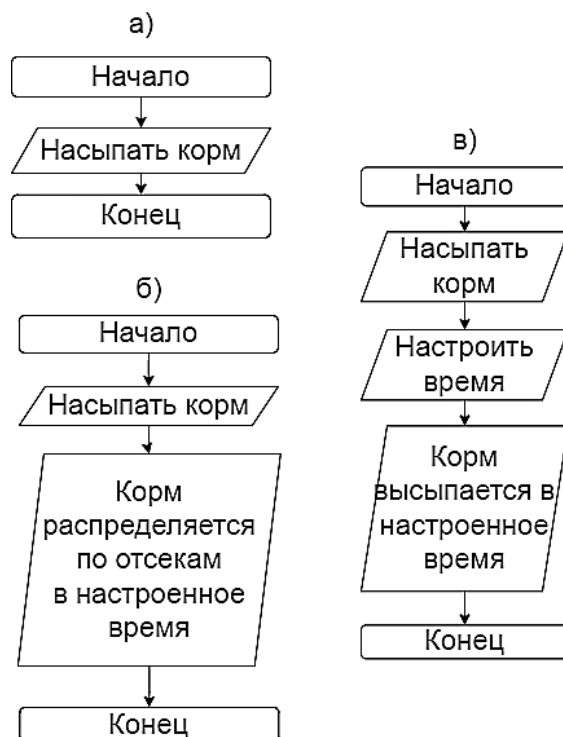 а)
Начало
Насыпать корм
Конец
б)
Начало
Насыпать корм
Корм
распределяется
по отсекам
в настроенное
время
Конец
в)
Начало
Насыпать
корм
Настроить
время
Корм
высыпается в
настроенное
время
Конец